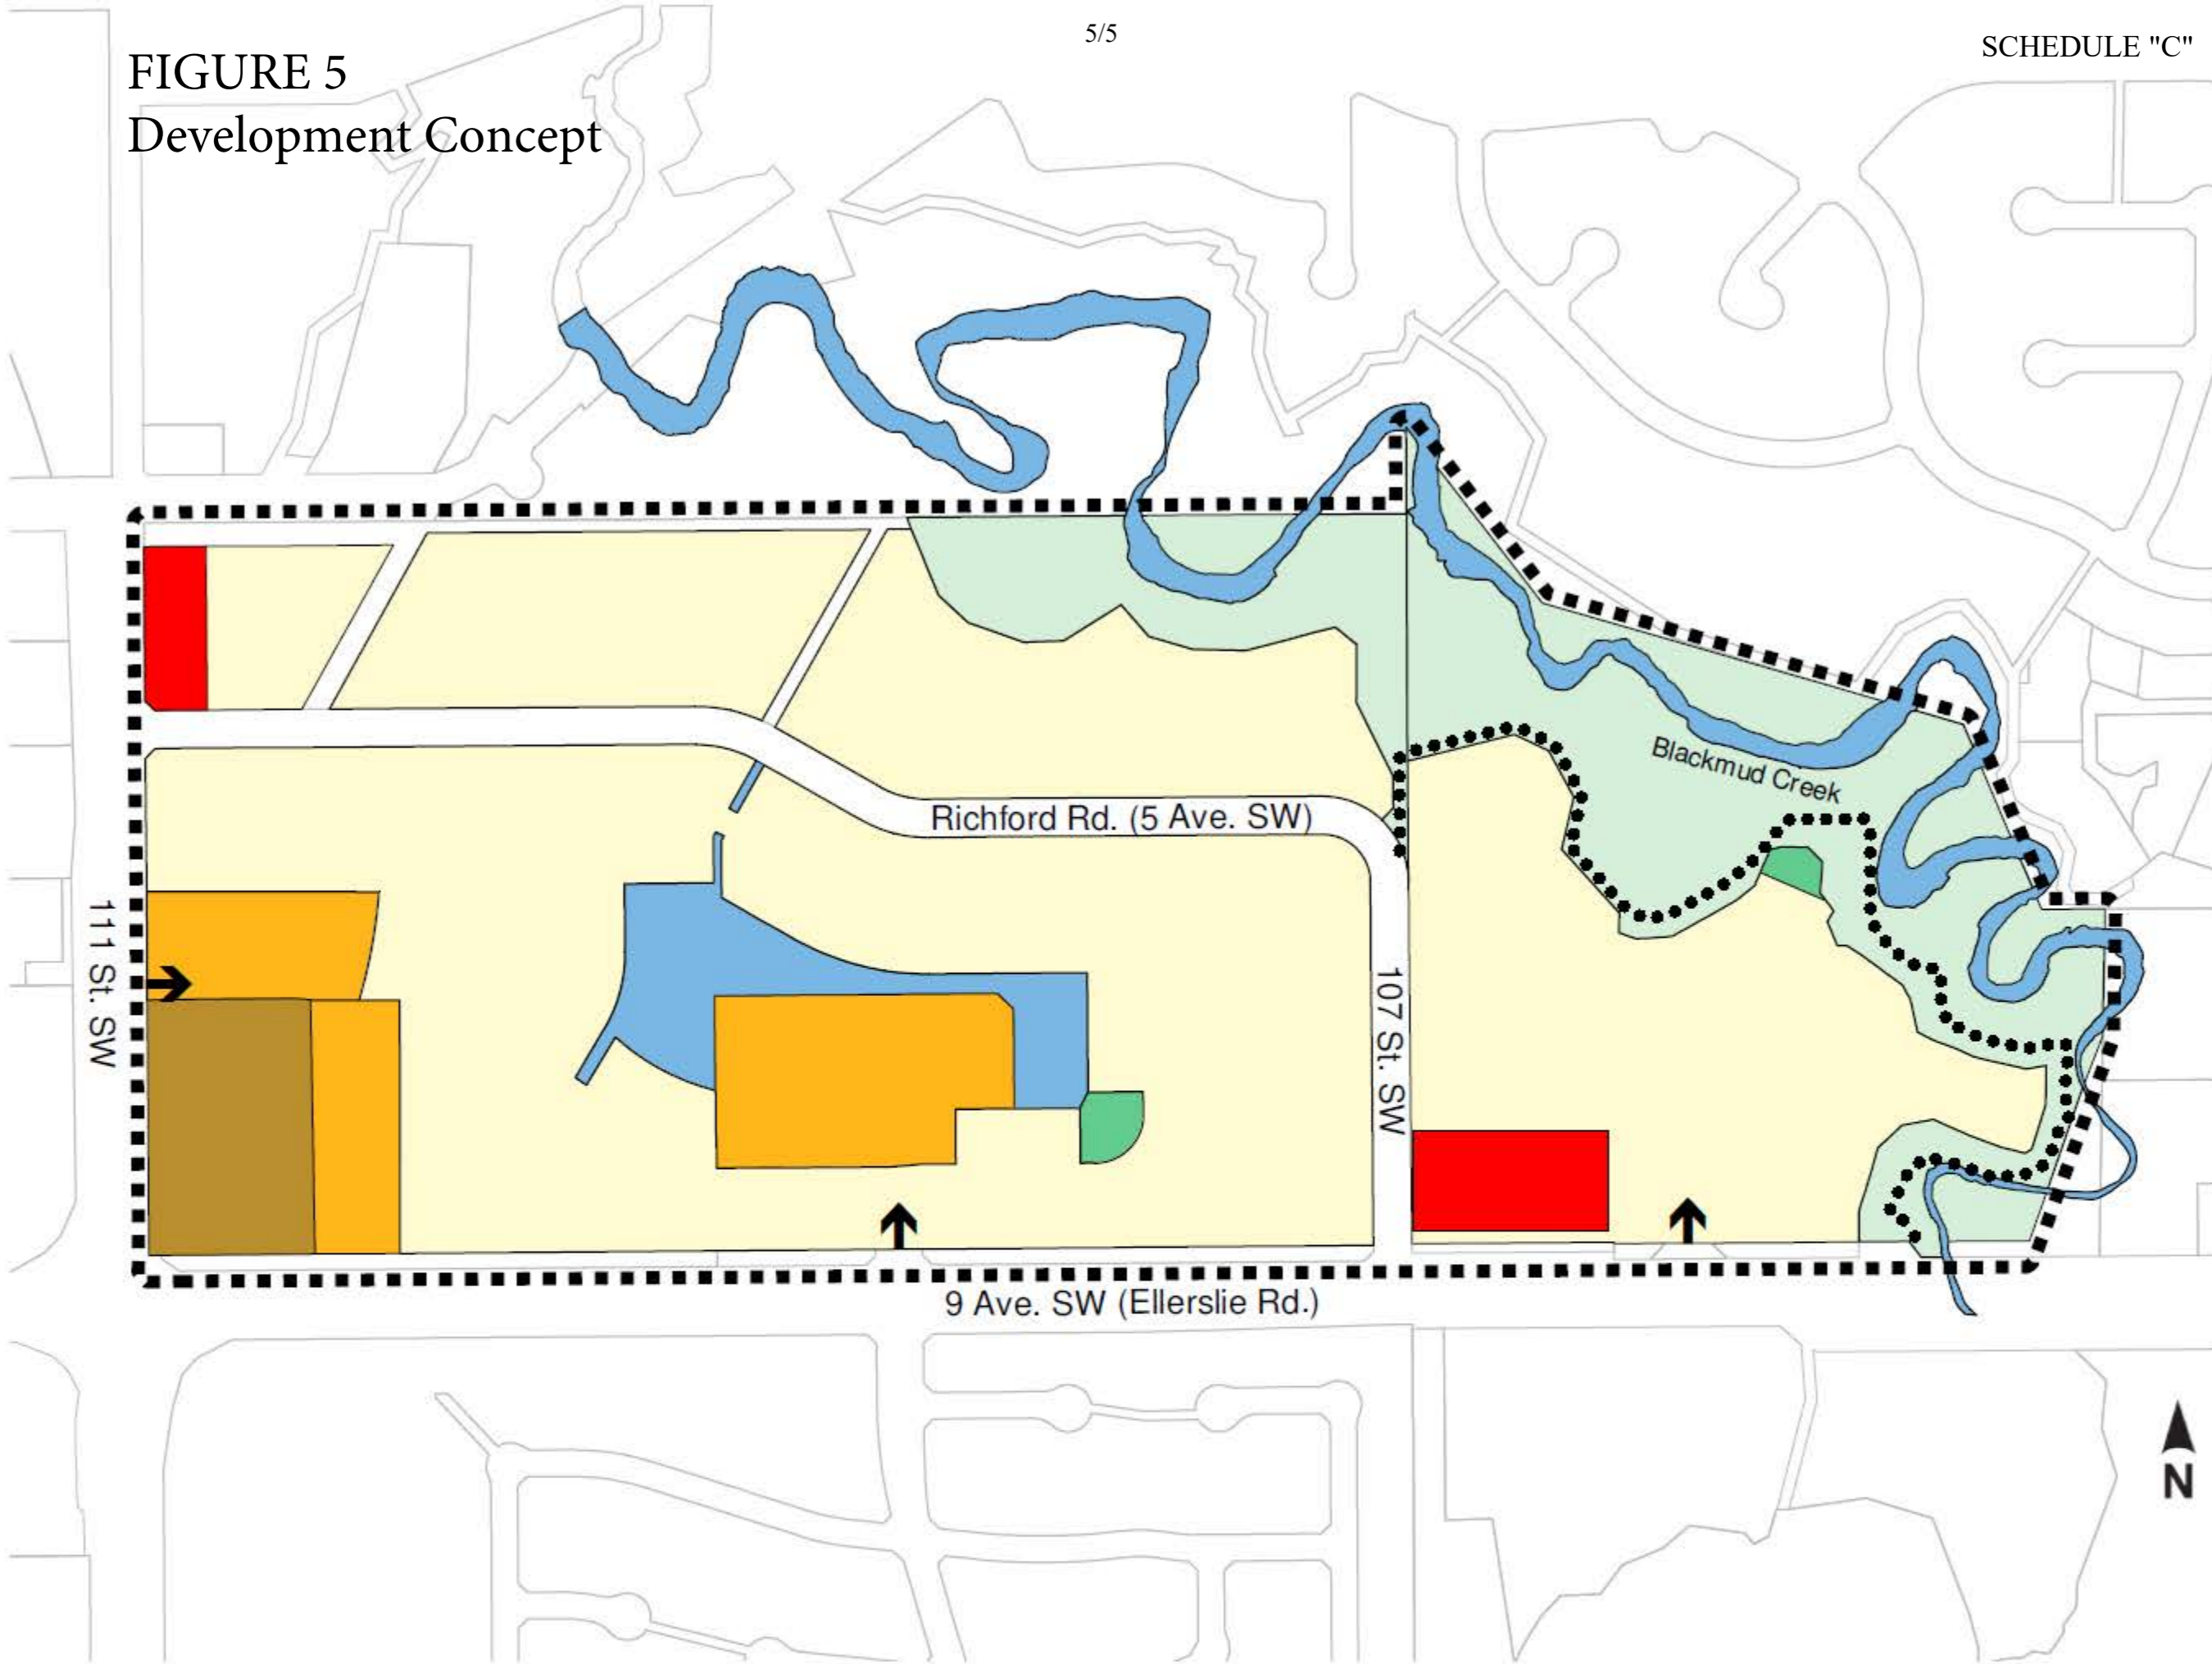 5/5
SCHEDULE "C"
FIGURE 5
Development Concept
Blackmud Creek
Richford Rd. (5 Ave. SW)
111 St. SW
107 St. SW
9 Ave. SW (Ellerslie Rd.)
N